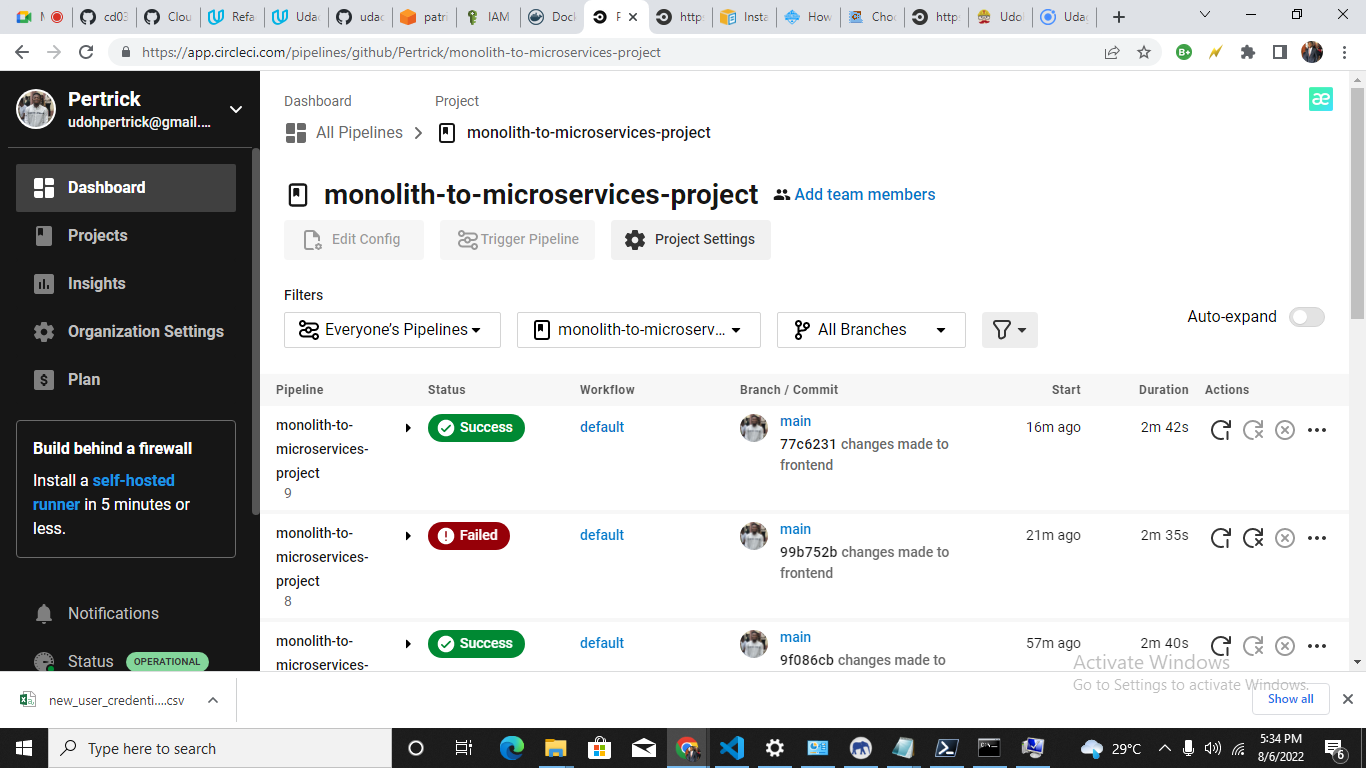 M
cd03
Clou
Refa
Udac
udac
patri
IAM
Dock
P
http
Insta
How
Choc
http
Udol
Udag
https://app.circleci.com/pipelines/github/Pertrick/monolith-to-microservices-project
Pertrick
udohpertrick@gmail....
Dashboard
Projects
Insights
Organization Settings
Plan
Build behind a firewall
Install a self-hosted
runner in 5 minutes or
less.
Notifications
Status OPERATIONAL
Dashboard Project
All Pipelines monolith-to-microservices-project
æ
monolith-to-microservices-project Add team members
Edit Config Trigger Pipeline Project Settings
Filters
Everyone's Pipelines monolith-to-microserv... All Branches
Auto-expand
Pipeline Status Workflow Branch / Commit Start Duration Actions
monolith-to-
microservices-
project
9
Success default main 16m ago 2m 42s
77c6231 changes made to
frontend
monolith-to-
microservices-
project
8
Failed default main 21m ago 2m 35s
99b752b changes made to
frontend
monolith-to-
microservices-
Success default main 57m ago 2m 40s
9f086cb changes made to
Activate Windows
Go to Settings to activate Windows.
new_user_credenti....csv
Show all
Type here to search
29°C
5:34 PM
8/6/2022
6